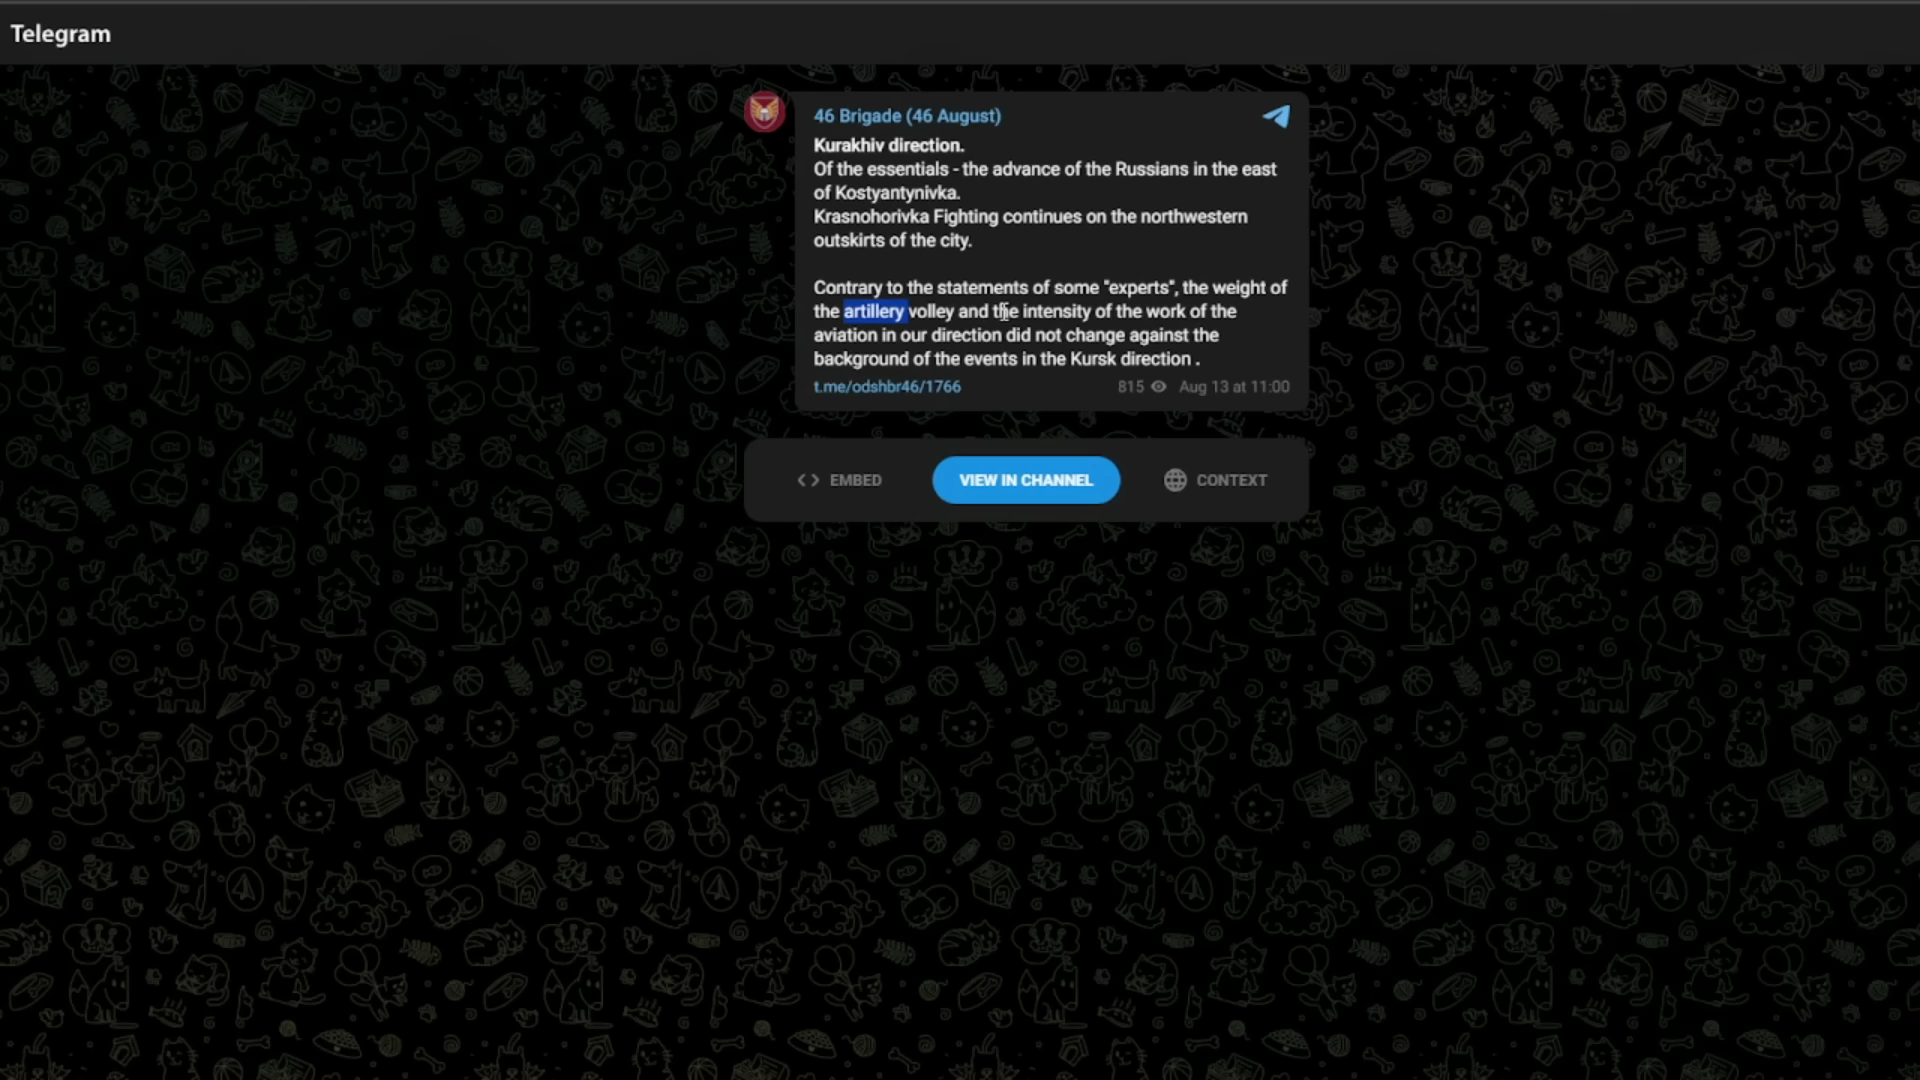 Telegram
46 Brigade (46 August)
Kurakhiv direction.
Of the essentials - the advance of the Russians in the east
of Kostyantynivka.
Krasnohorivka Fighting continues on the northwestern
outskirts of the city.
Contrary to the statements of some "experts", the weight of
the artillery volley and the intensity of the work of the
aviation in our direction did not change against the
background of the events in the Kursk direction .
t.me/odshbr46/1766 815 Aug 13 at 11:00
EMBED VIEW IN CHANNEL CONTEXT